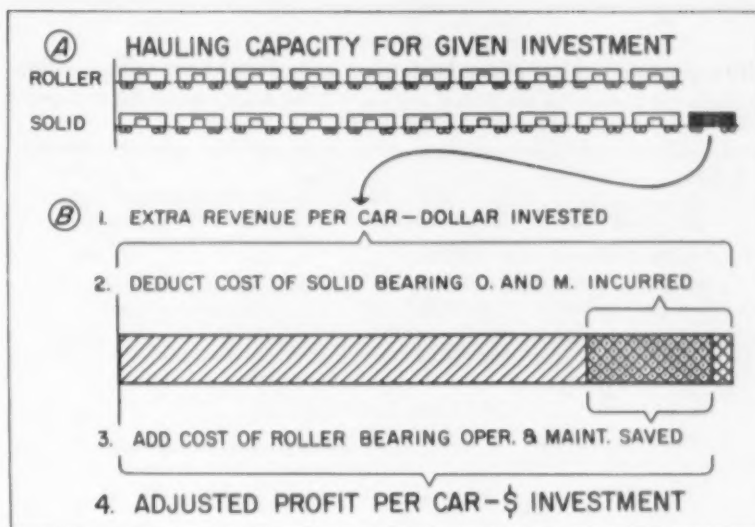 A HAULING CAPACITY FOR GIVEN INVESTMENT
ROLLER
SOLID
B 1. EXTRA REVENUE PER CAR-DOLLAR INVESTED
2. DEDUCT COST OF SOLID BEARING O. AND M. INCURRED
3. ADD COST OF ROLLER BEARING OPER. & MAINT. SAVED
4. ADJUSTED PROFIT PER CAR-$ INVESTMENT